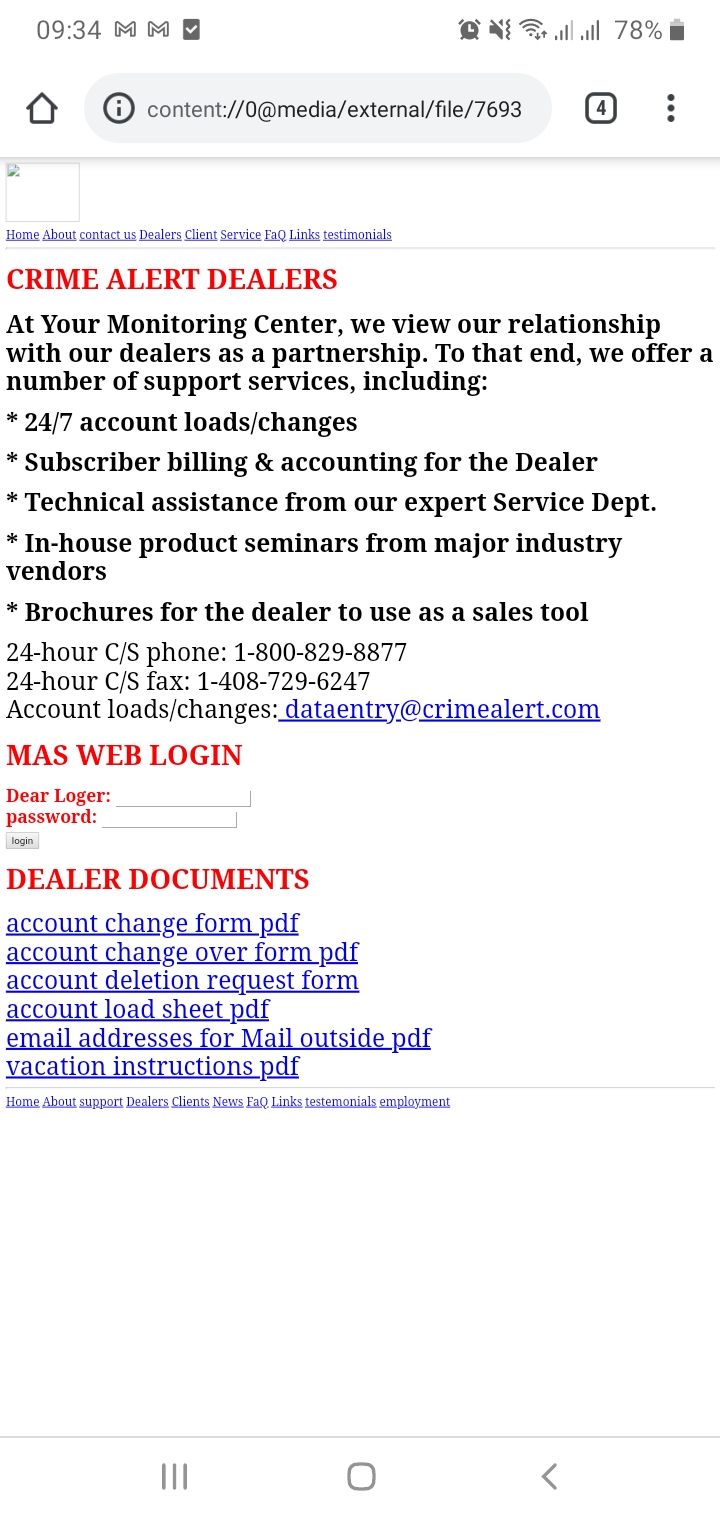 09:34
78%
content://0@media/external/file/7693
4
Home About contact us Dealers Client Service FaQ Links testimonials
CRIME ALERT DEALERS
At Your Monitoring Center, we view our relationship
with our dealers as a partnership. To that end, we offer a
number of support services, including:
* 24/7 account loads/changes
* Subscriber billing & accounting for the Dealer
* Technical assistance from our expert Service Dept.
* In-house product seminars from major industry
vendors
* Brochures for the dealer to use as a sales tool
24-hour C/S phone: 1-800-829-8877
24-hour C/S fax: 1-408-729-6247
Account loads/changes: dataentry@crimealert.com
MAS WEB LOGIN
Dear Loger:
password:
login
DEALER DOCUMENTS
account change form pdf
account change over form pdf
account deletion request form
account load sheet pdf
email addresses for Mail outside pdf
vacation instructions pdf
Home About support Dealers Clients News FaQ Links testemonials employment